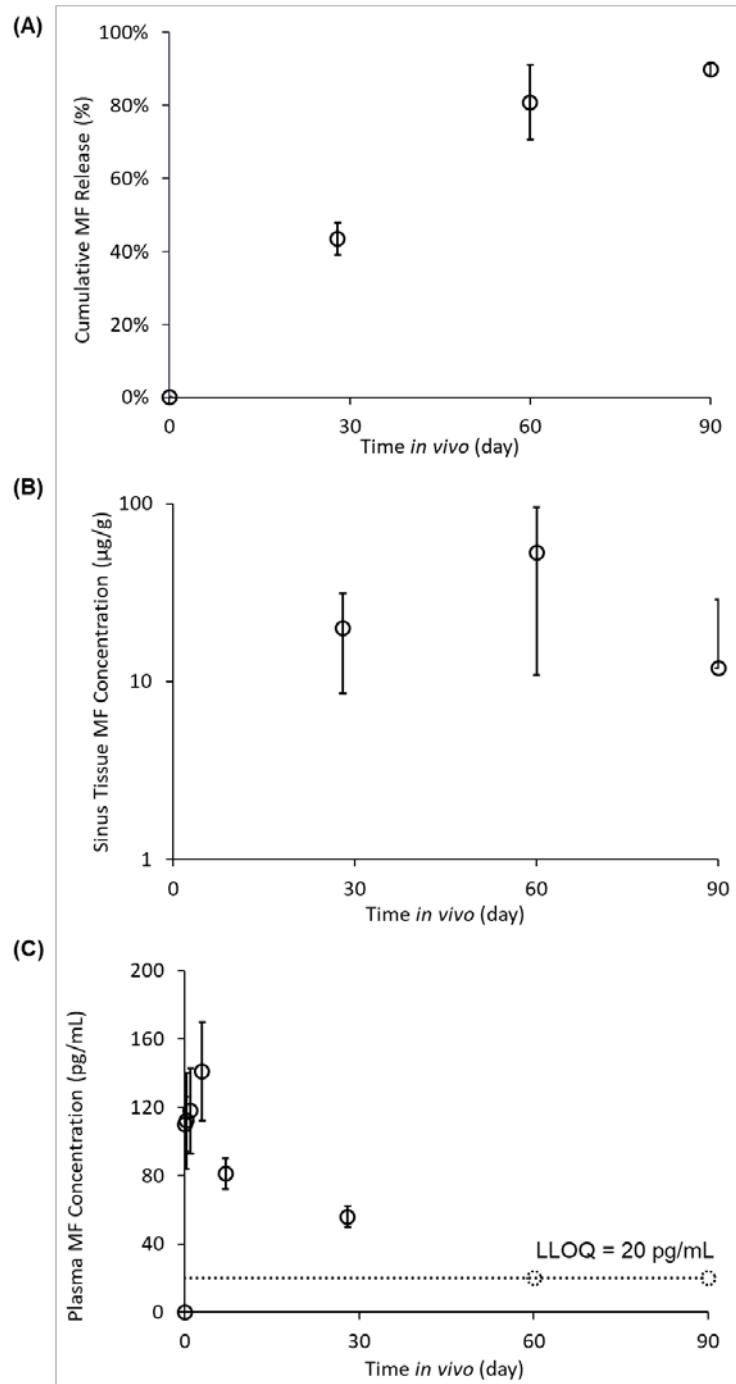 (A)
Cumulative MF Release (%)
100%
80%
60%
40%
20%
0%
0 30 60 90
Time in vivo (day)
(B)
Sinus Tissue MF Concentration (µg/g)
100
10
1
0 30 60 90
Time in vivo (day)
(C)
Plasma MF Concentration (pg/mL)
200
160
120
80
40
0
LLOQ = 20 pg/mL
0 30 60 90
Time in vivo (day)